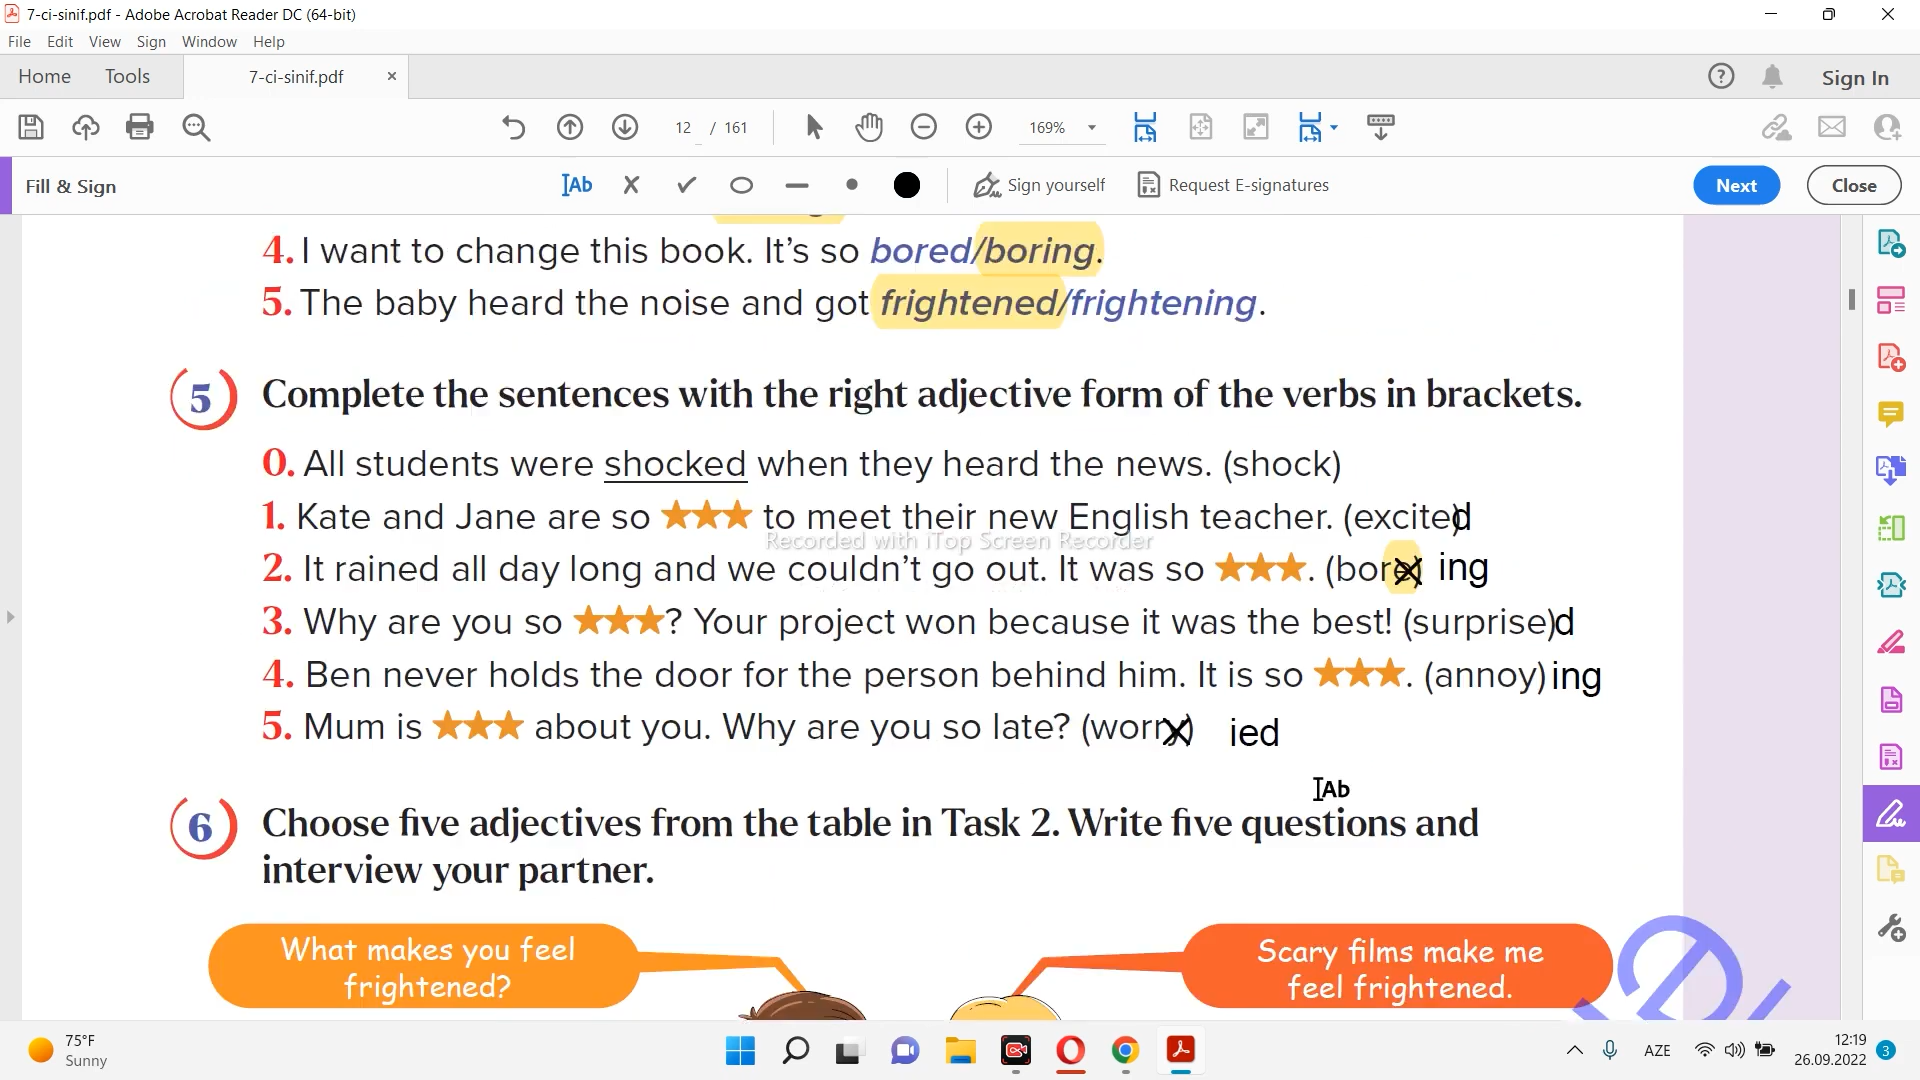 7-ci-sinif.pdf - Adobe Acrobat Reader DC (64-bit)
File Edit View Sign Window Help
Home Tools 7-ci-sinif.pdf × Sign In
12 / 161 169%
Fill & Sign IAb Sign yourself Request E-signatures Next Close
4. I want to change this book. It's so bored/boring.
5. The baby heard the noise and got frightened/frightening.
5 Complete the sentences with the right adjective form of the verbs in brackets.
0. All students were shocked when they heard the news. (shock)
1. Kate and Jane are so ★★★ to meet their new English teacher. (excite)d
Recorded with iTop Screen Recorder
2. It rained all day long and we couldn't go out. It was so ★★★. (bore) ing
3. Why are you so ★★★? Your project won because it was the best! (surprise)d
4. Ben never holds the door for the person behind him. It is so ★★★. (annoy)ing
5. Mum is ★★★ about you. Why are you so late? (worry) ied
IAb
6 Choose five adjectives from the table in Task 2. Write five questions and
interview your partner.
What makes you feel
frightened?
Scary films make me
feel frightened.
75°F
Sunny
AZE
12:19
26.09.2022
3